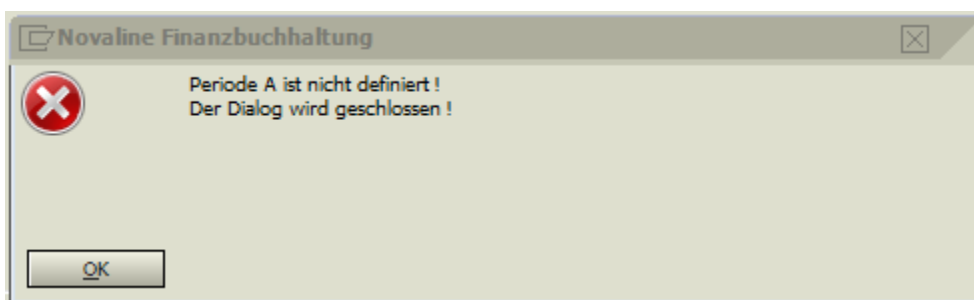 Novaline Finanzbuchhaltung
Periode A ist nicht definiert !
Der Dialog wird geschlossen !
OK